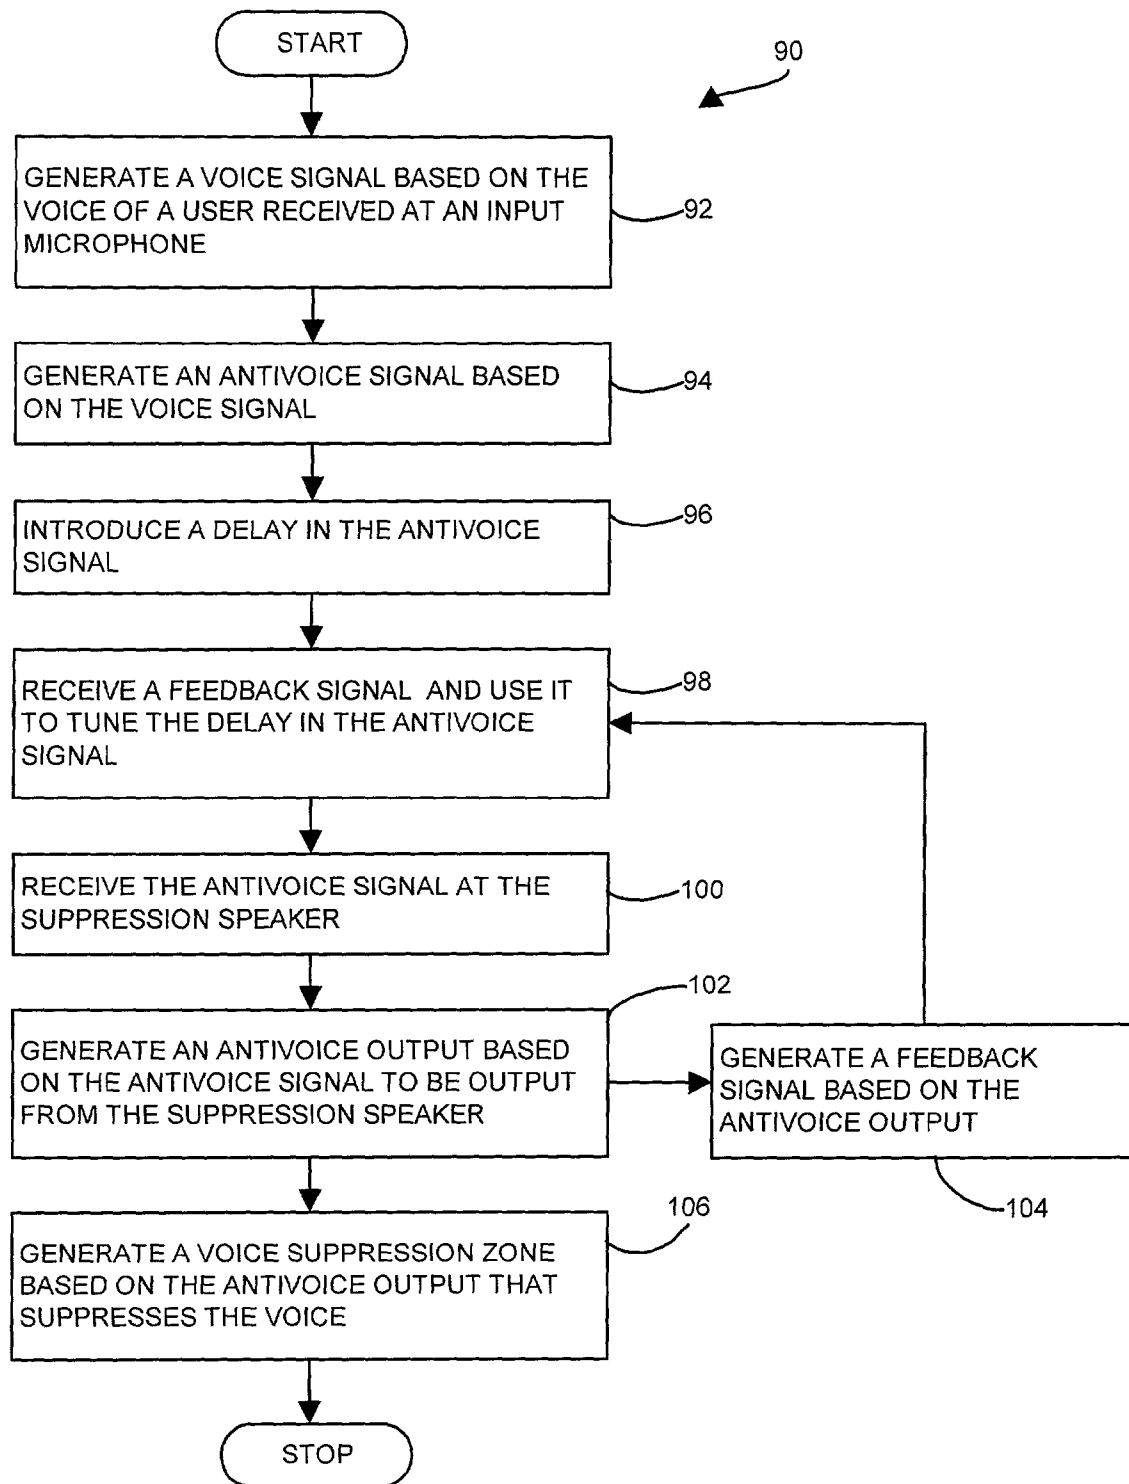 START
90
GENERATE A VOICE SIGNAL BASED ON THE
VOICE OF A USER RECEIVED AT AN INPUT
MICROPHONE
92
GENERATE AN ANTIVOICE SIGNAL BASED
ON THE VOICE SIGNAL
94
INTRODUCE A DELAY IN THE ANTIVOICE
SIGNAL
96
RECEIVE A FEEDBACK SIGNAL AND USE IT
TO TUNE THE DELAY IN THE ANTIVOICE
SIGNAL
98
RECEIVE THE ANTIVOICE SIGNAL AT THE
SUPPRESSION SPEAKER
100
GENERATE AN ANTIVOICE OUTPUT BASED
ON THE ANTIVOICE SIGNAL TO BE OUTPUT
FROM THE SUPPRESSION SPEAKER
102
GENERATE A FEEDBACK
SIGNAL BASED ON THE
ANTIVOICE OUTPUT
104
GENERATE A VOICE SUPPRESSION ZONE
BASED ON THE ANTIVOICE OUTPUT THAT
SUPPRESSES THE VOICE
106
STOP